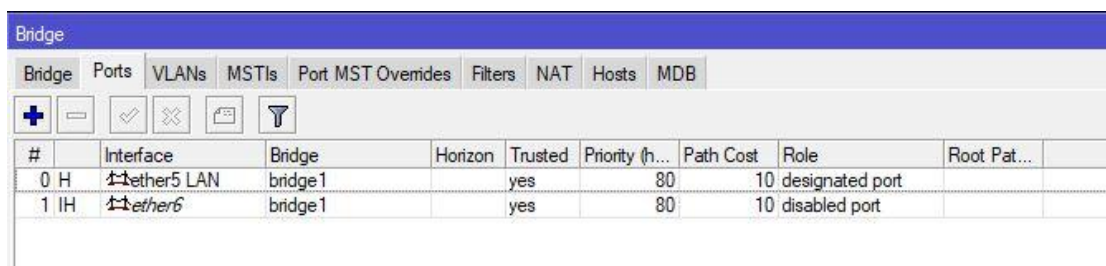 Bridge
Bridge Ports VLANs MSTIs Port MST Overrides Filters NAT Hosts MDB
# Interface Bridge Horizon Trusted Priority (h... Path Cost Role Root Pat...
0 H ether5 LAN bridge1 yes 80 10 designated port
1 IH ether6 bridge1 yes 80 10 disabled port